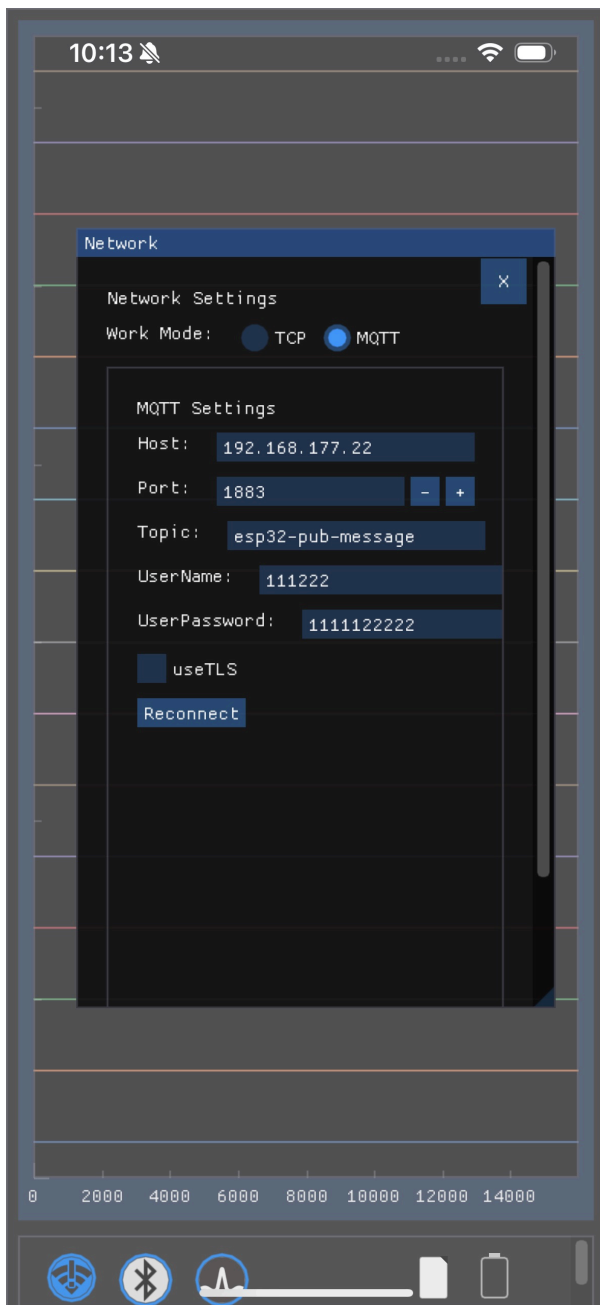 10:13
Network
X
Network Settings
Work Mode: TCP MQTT
MQTT Settings
Host: 192.168.177.22
Port: 1883 - +
Topic: esp32-pub-message
UserName: 111222
UserPassword: 1111122222
useTLS
Reconnect
0 2000 4000 6000 8000 10000 12000 14000